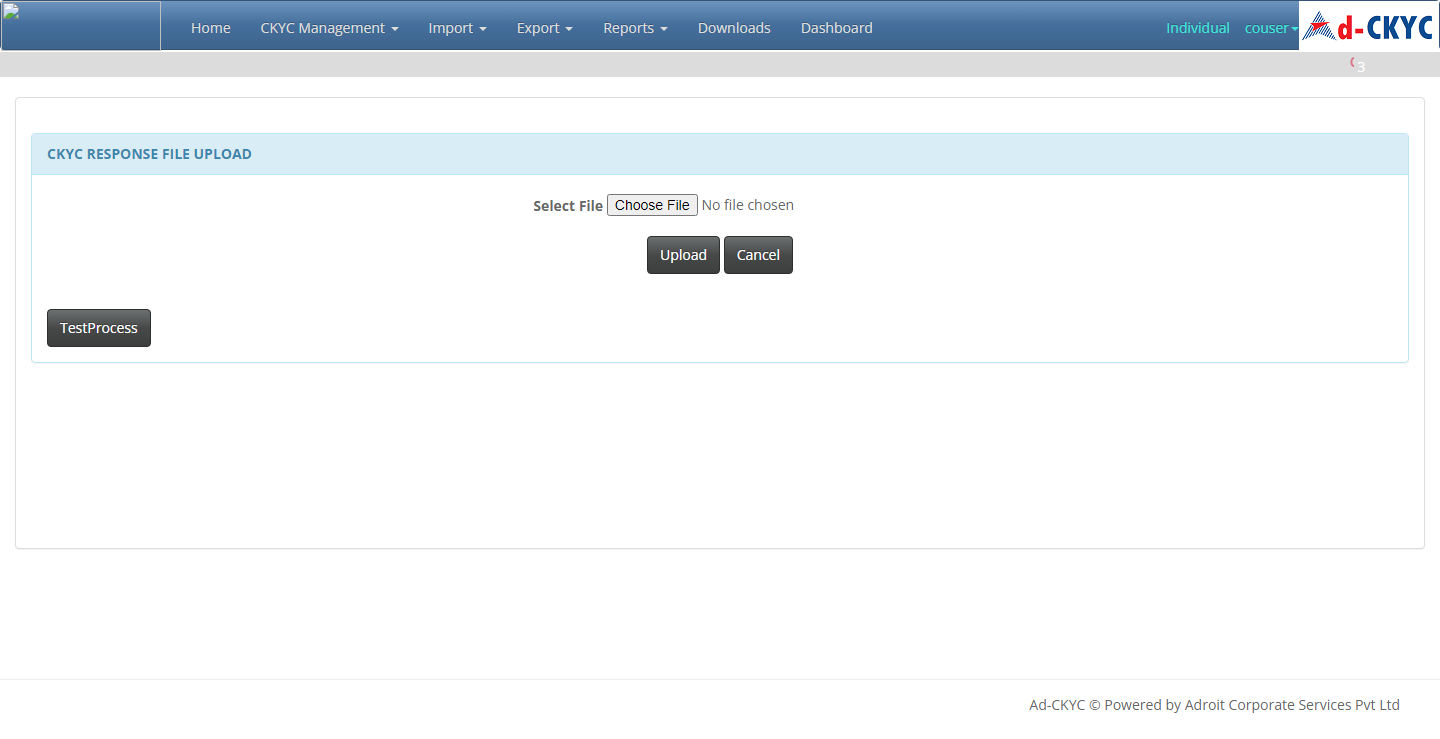 Home CKYC Management Import Export Reports Downloads Dashboard Individual couser d-CKYC
3
CKYC RESPONSE FILE UPLOAD
Select File Choose File No file chosen
Upload Cancel
TestProcess
Ad-CKYC © Powered by Adroit Corporate Services Pvt Ltd